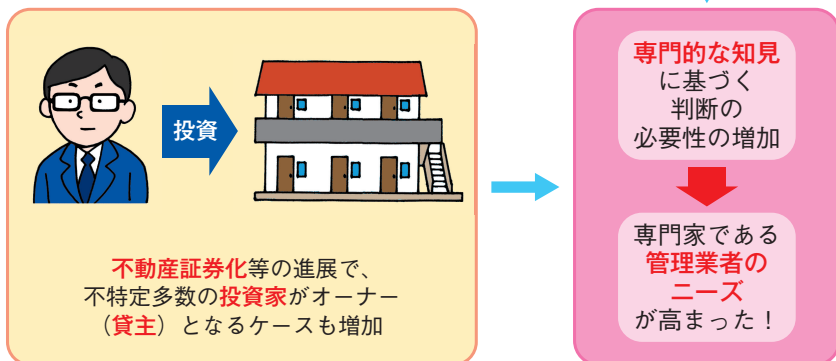 投資
不動産証券化等の進展で、
不特定多数の投資家がオーナー
（貸主）となるケースも増加
専門的な知見
に基づく
判断の
必要性の増加
専門家である
管理業者の
ニーズ
が高まった！